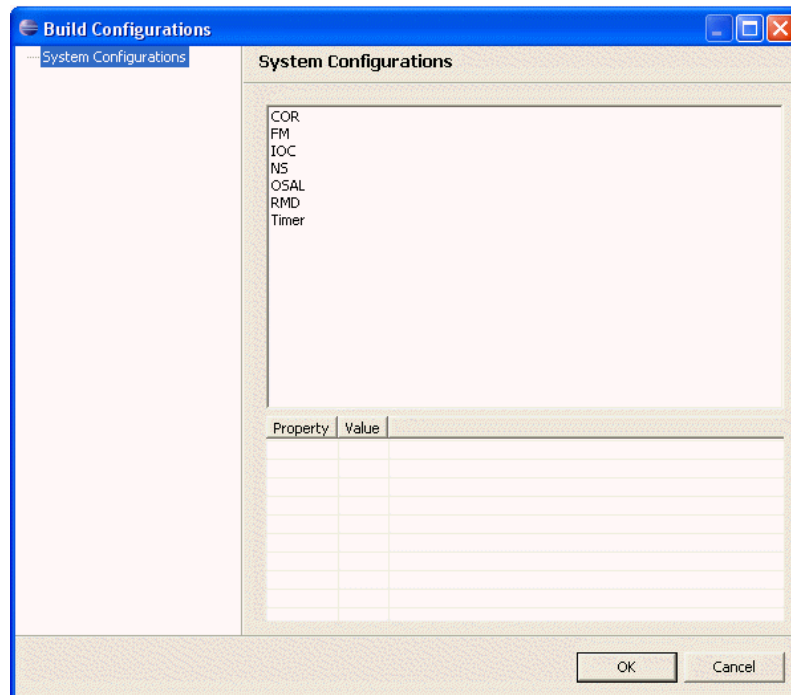 Build Configurations
System Configurations
System Configurations
COR
FM
IOC
NS
OSAL
RMD
Timer
Property Value
OK Cancel